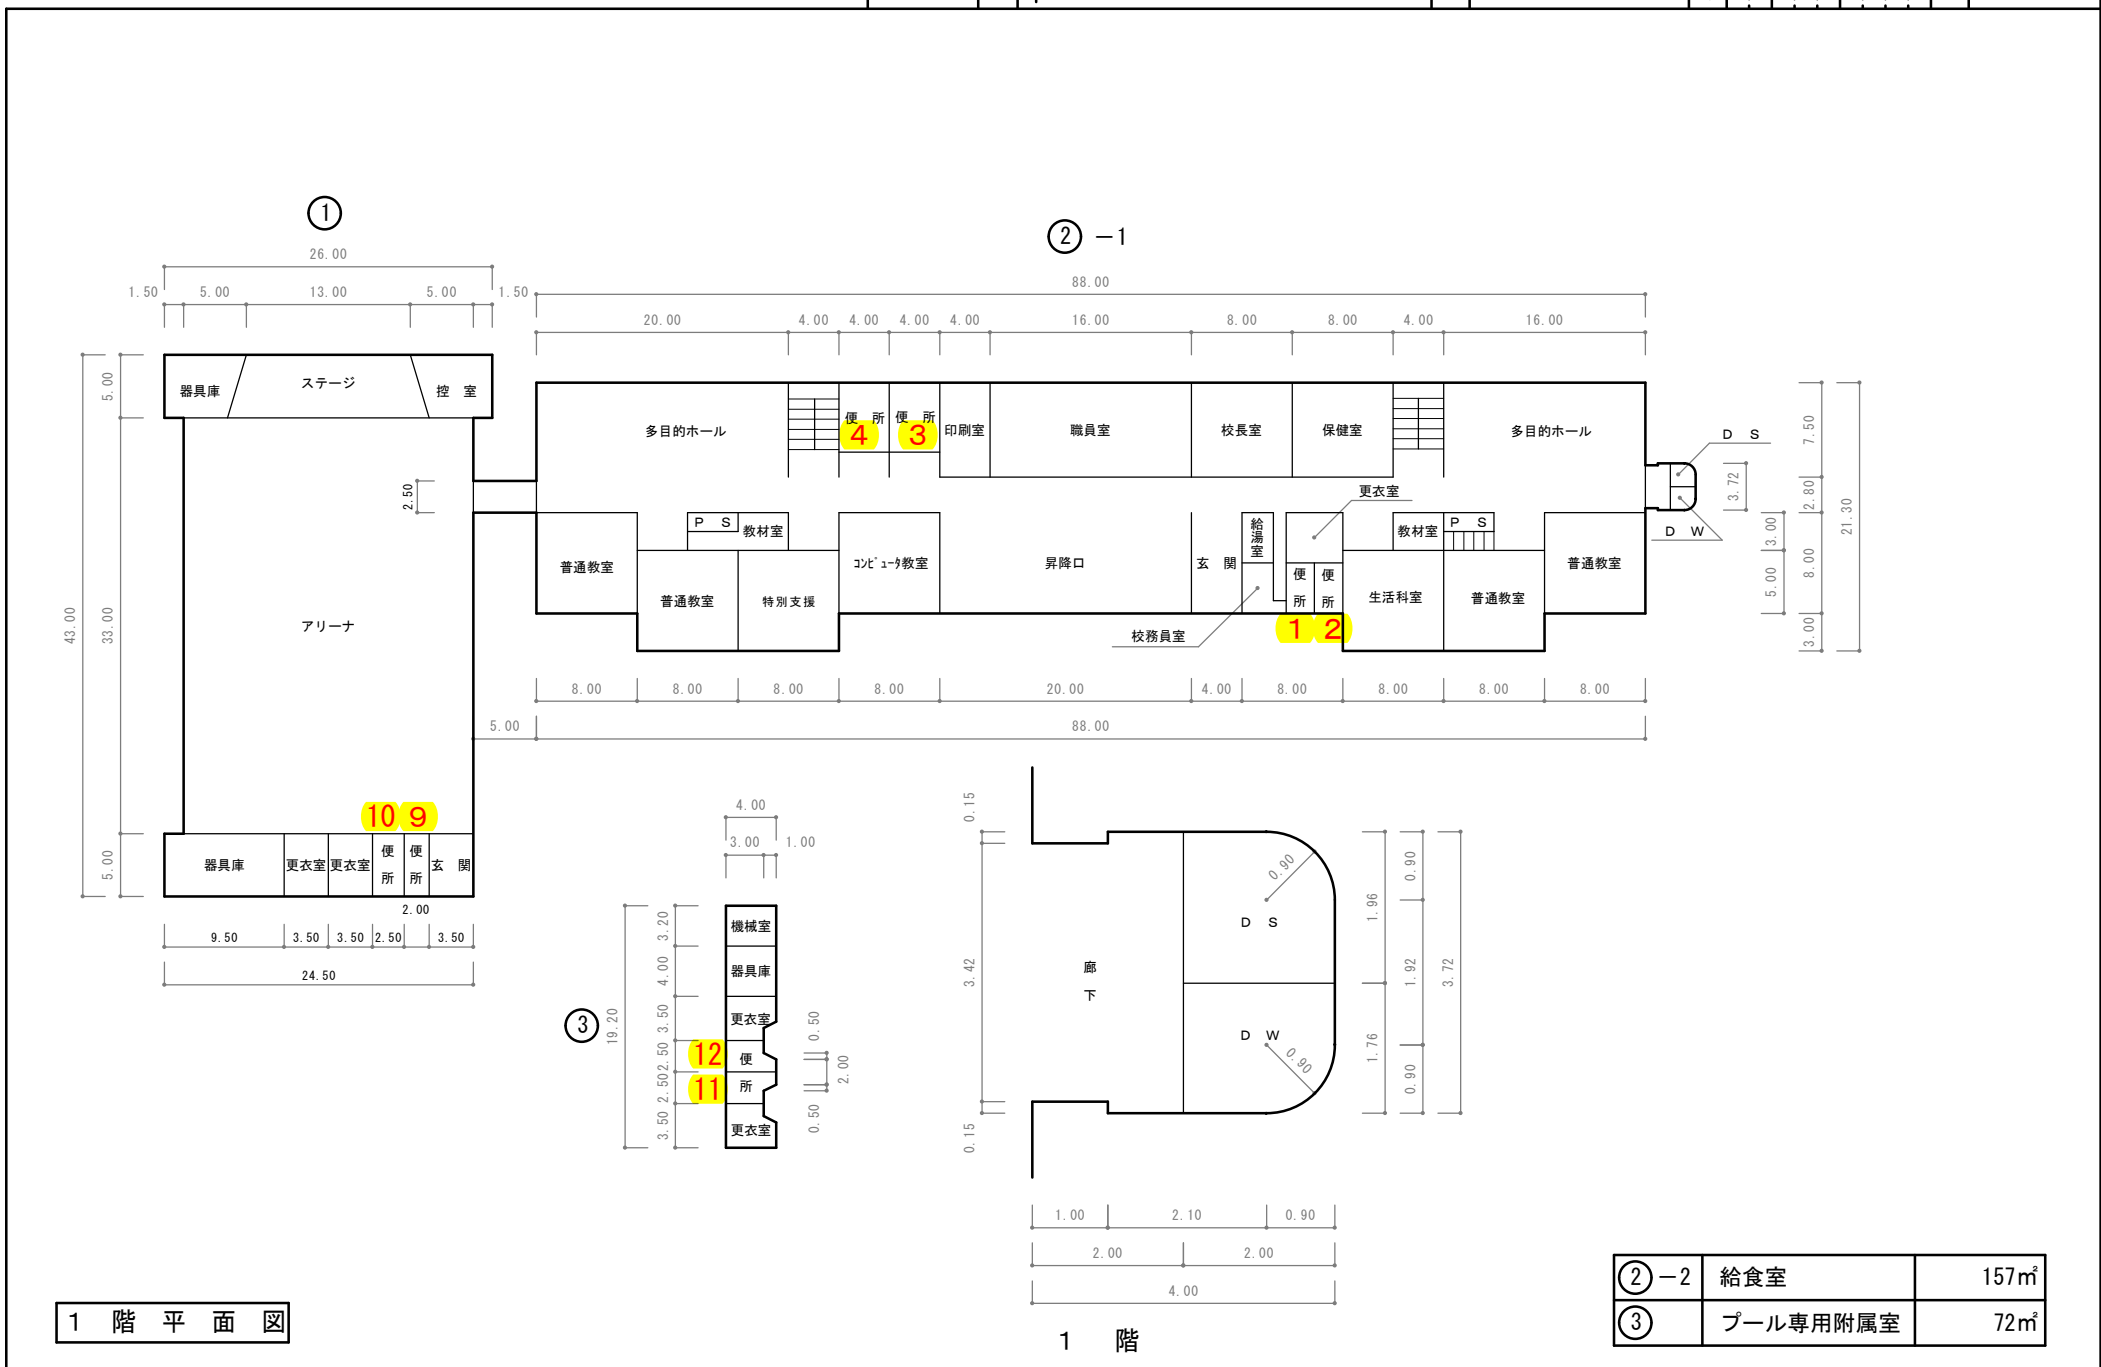 ①
② －1
26.00
1.50 5.00 13.00 5.00 1.50
88.00
20.00 4.00 4.00 4.00 4.00 16.00 8.00 8.00 4.00 16.00
器具庫 ステージ 控 室
アリーナ
43.00
5.00
33.00
5.00
2.50
多目的ホール
便 所
4
便 所
3
印刷室
職員室
校長室
保健室
多目的ホール
D S
D W
3.72
7.50
2.80
3.00
5.00
8.00
3.00
21.30
更衣室
普通教室
P S
教材室
普通教室
特別支援
コンピュータ教室
昇降口
玄 関
給湯室
便所
便所
1
2
校務員室
生活科室
教材室
P S
普通教室
普通教室
8.00 8.00 8.00 8.00 20.00 4.00 8.00 8.00 8.00 8.00
5.00 88.00
10 9
器具庫 更衣室 更衣室 便所 便所 玄 関
2.00
9.50 3.50 3.50 2.50 3.50
24.50
③
4.00
3.00 1.00
19.20
3.20
4.00
3.50
2.50
2.50
3.50
機械室
器具庫
更衣室
12
便
11
所
更衣室
0.50
2.00
0.50
0.15
3.42
0.15
廊下
D S
D W
0.90
0.90
1.96
1.76
0.90
1.92
0.90
3.72
1.00 2.10 0.90
2.00 2.00
4.00
1 階
1 階 平 面 図
②－2 給食室 157㎡
③ プール専用附属室 72㎡